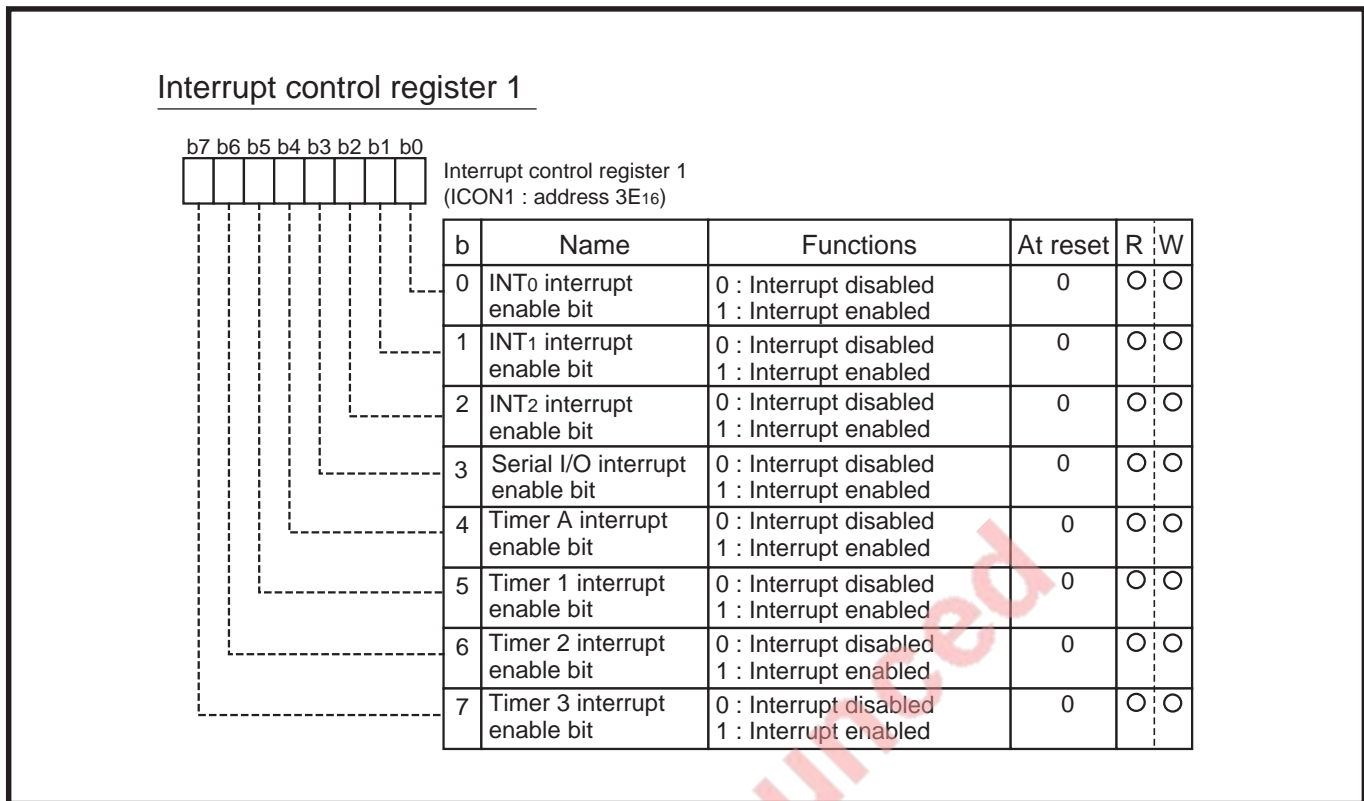 Interrupt control register 1
b7 b6 b5 b4 b3 b2 b1 b0
Interrupt control register 1
(ICON1 : address 3E16)
b Name Functions At reset R W
0 INT0 interrupt enable bit 0 : Interrupt disabled 0 O O
1 : Interrupt enabled
1 INT1 interrupt enable bit 0 : Interrupt disabled 0 O O
1 : Interrupt enabled
2 INT2 interrupt enable bit 0 : Interrupt disabled 0 O O
1 : Interrupt enabled
3 Serial I/O interrupt enable bit 0 : Interrupt disabled 0 O O
1 : Interrupt enabled
4 Timer A interrupt enable bit 0 : Interrupt disabled 0 O O
1 : Interrupt enabled
5 Timer 1 interrupt enable bit 0 : Interrupt disabled 0 O O
1 : Interrupt enabled
6 Timer 2 interrupt enable bit 0 : Interrupt disabled 0 O O
1 : Interrupt enabled
7 Timer 3 interrupt enable bit 0 : Interrupt disabled 0 O O
1 : Interrupt enabled